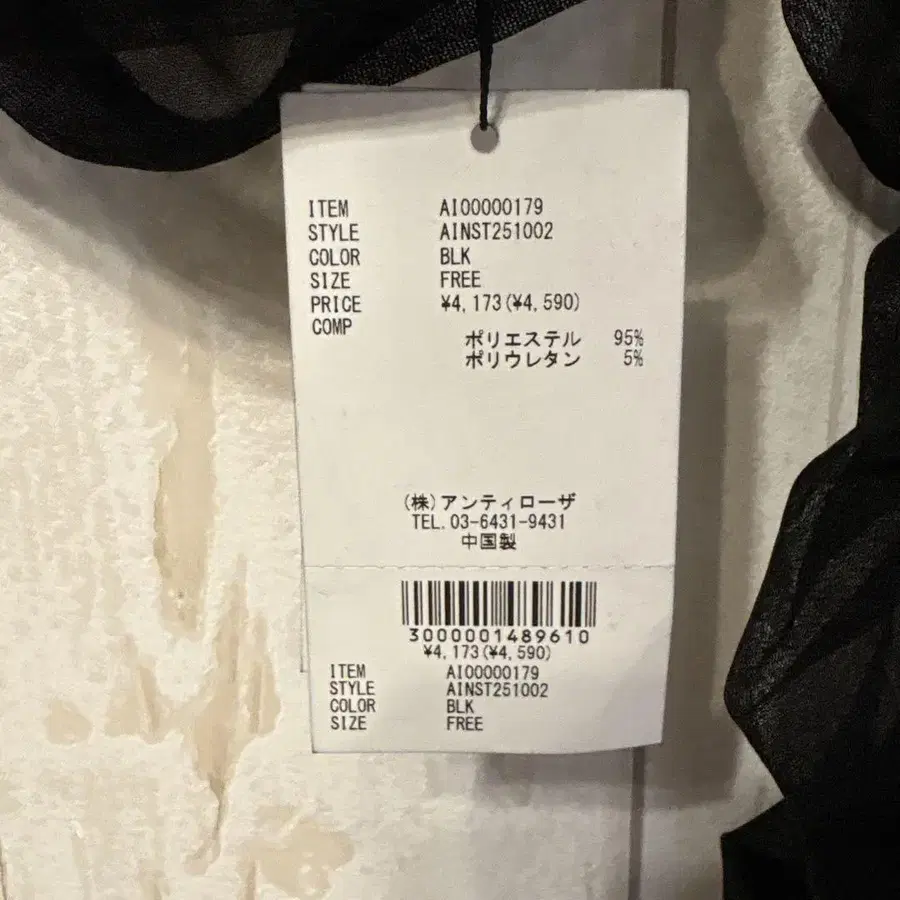 ITEM AI00000179
STYLE AINST251002
COLOR BLK
SIZE FREE
PRICE ¥4,173(¥4,590)
COMP
ポリエステル 95%
ポリウレタン 5%
(株)アンティローザ
TEL.03-6431-9431
中国製
3000001489610
¥4,173(¥4,590)
ITEM AI00000179
STYLE AINST251002
COLOR BLK
SIZE FREE